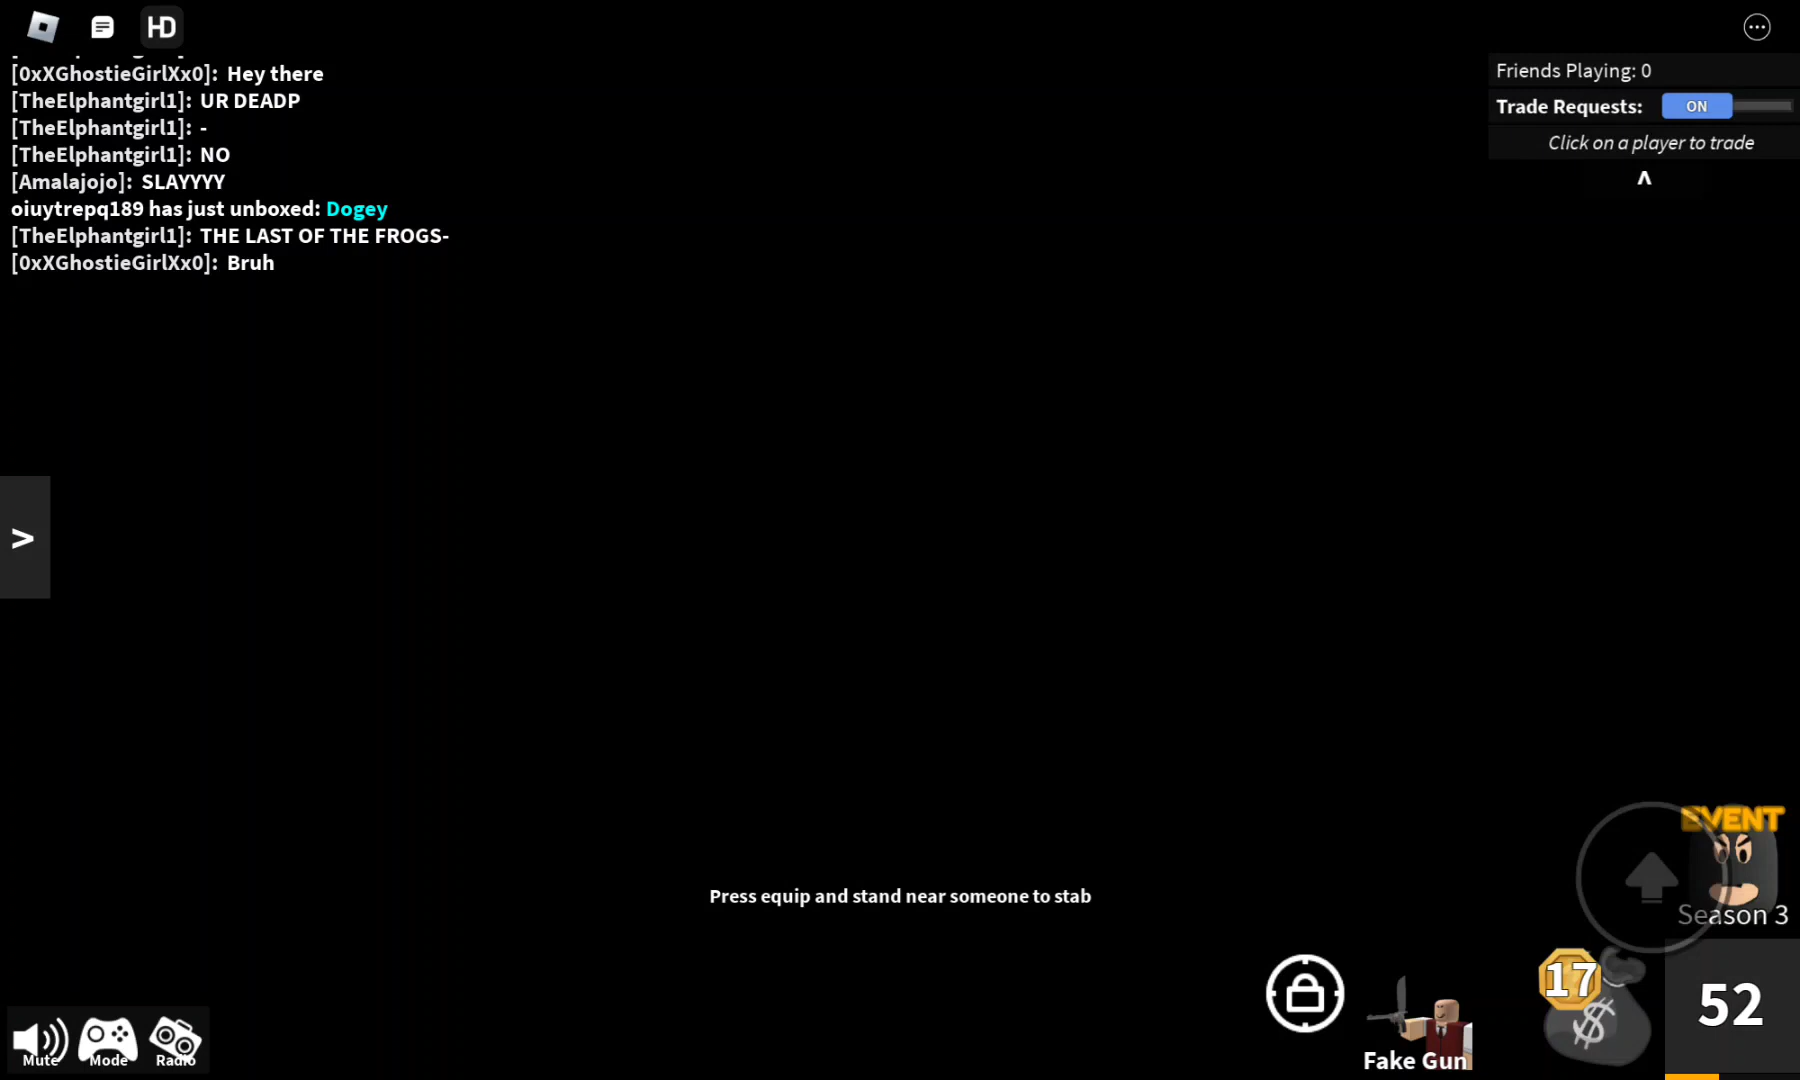 HD
[0xXGhostieGirlXx0]: Hey there
[TheElphantgirl1]: UR DEADP
[TheElphantgirl1]: -
[TheElphantgirl1]: NO
[Amalajojo]: SLAYYYY
oiuytrepq189 has just unboxed: Dogey
[TheElphantgirl1]: THE LAST OF THE FROGS-
[0xXGhostieGirlXx0]: Bruh
Friends Playing: 0
Trade Requests: ON
Click on a player to trade
>
Press equip and stand near someone to stab
EVENT
Season 3
17
$
52
Fake Gun
Mute
Mode
Radio